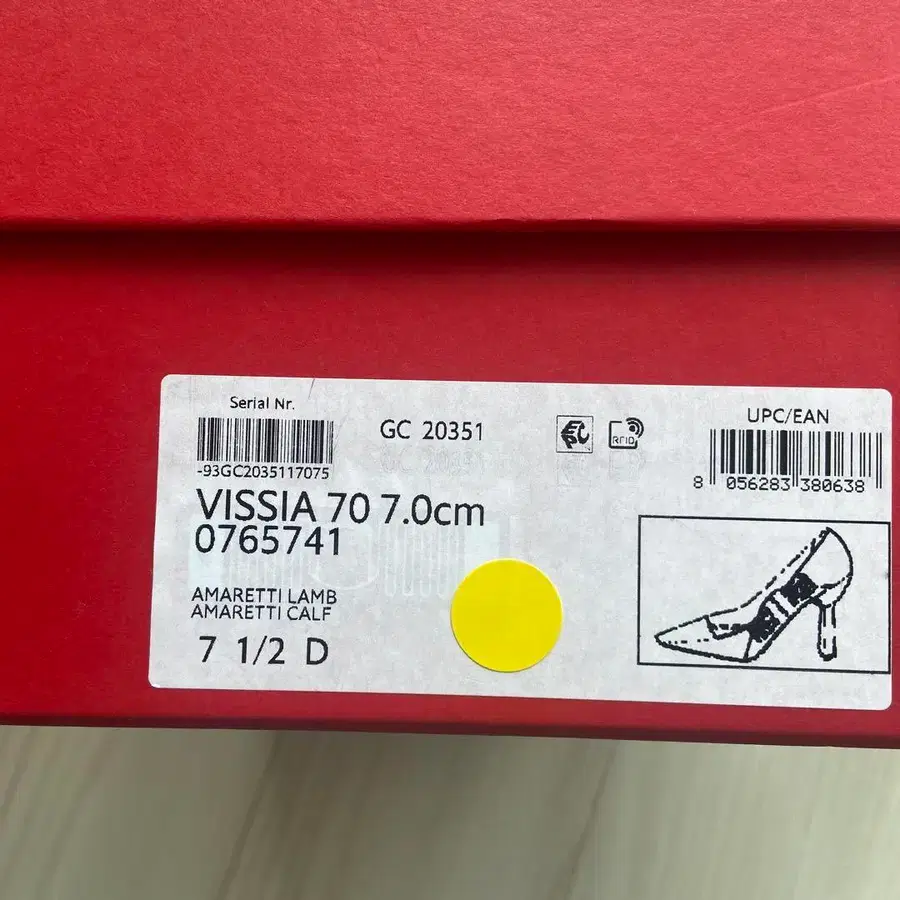 Serial Nr.
-93GC2035117075
GC 20351
RFID
UPC/EAN
8 056283 380638
VISSIA 70 7.0cm
0765741
AMARETTI LAMB
AMARETTI CALF
7 1/2 D